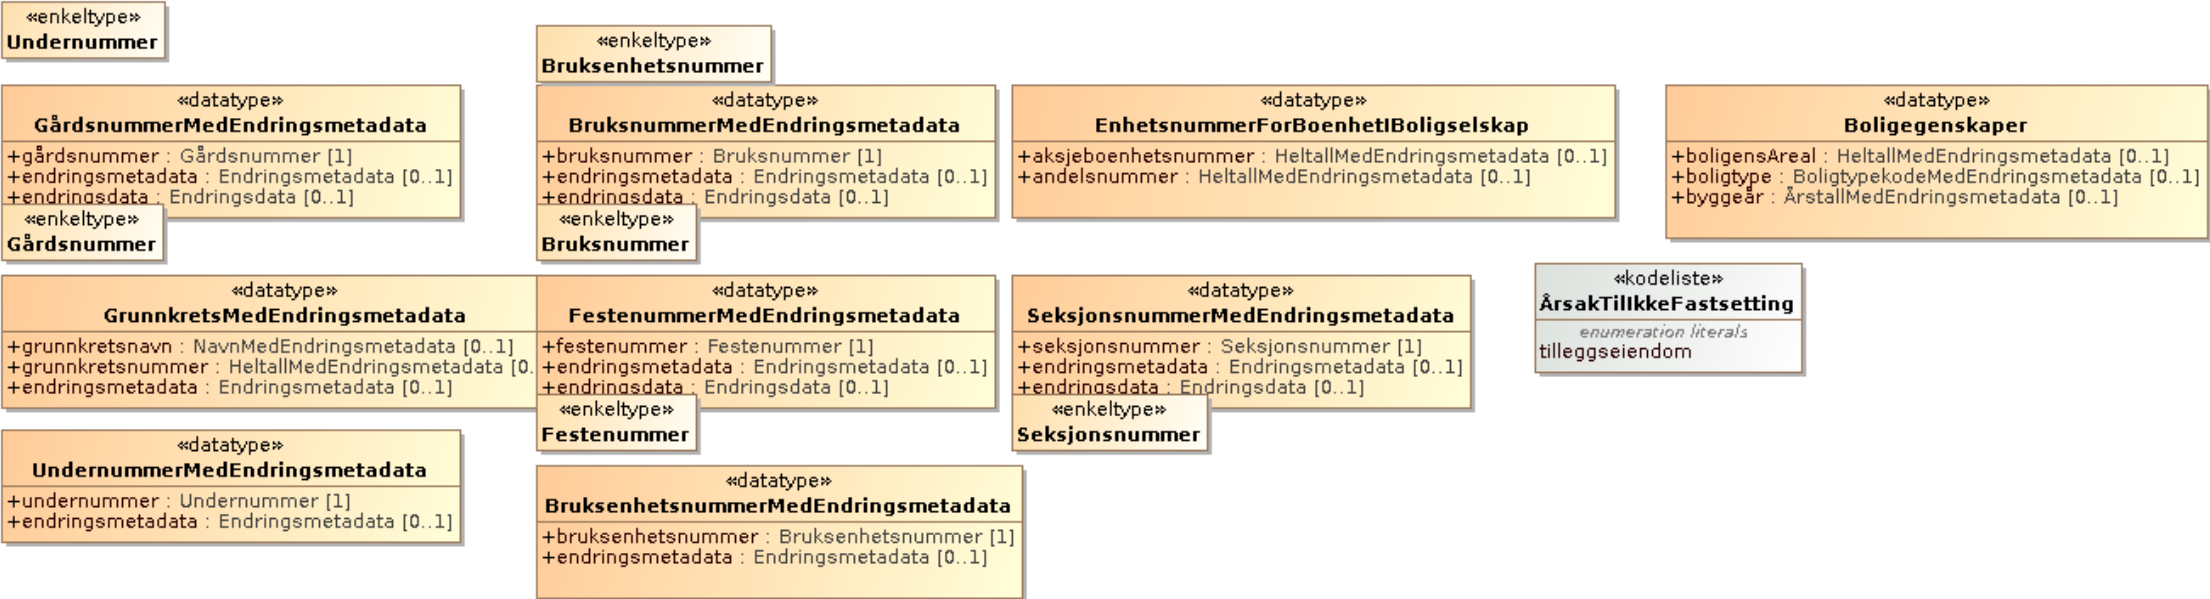 «enkeltype»
Undernummer
«enkeltype»
Bruksenhetsnummer
«datatype»
GårdsnummerMedEndringsmetadata
+gårdsnummer : Gårdsnummer [1]
+endringsmetadata : Endringsmetadata [0..1]
+endringsdata : Endringsdata [0..1]
«enkeltype»
Gårdsnummer
«datatype»
BruksnummerMedEndringsmetadata
+bruksnummer : Bruksnummer [1]
+endringsmetadata : Endringsmetadata [0..1]
+endringsdata : Endringsdata [0..1]
«enkeltype»
Bruksnummer
«datatype»
EnhetsnummerForBoenhetIBoligselskap
+aksjeboenhetsnummer : HeltallMedEndringsmetadata [0..1]
+andelsnummer : HeltallMedEndringsmetadata [0..1]
«datatype»
Boligegenskaper
+boligensAreal : HeltallMedEndringsmetadata [0..1]
+boligtype : BoligtypekodeMedEndringsmetadata [0..1]
+byggeår : ÅrstallMedEndringsmetadata [0..1]
«datatype»
GrunnkretsMedEndringsmetadata
+grunnkretsnavn : NavnMedEndringsmetadata [0..1]
+grunnkretsnummer : HeltallMedEndringsmetadata [0.
+endringsmetadata : Endringsmetadata [0..1]
«datatype»
FestenummerMedEndringsmetadata
+festenummer : Festenummer [1]
+endringsmetadata : Endringsmetadata [0..1]
+endringsdata : Endringsdata [0..1]
«enkeltype»
Festenummer
«datatype»
SeksjonsnummerMedEndringsmetadata
+seksjonsnummer : Seksjonsnummer [1]
+endringsmetadata : Endringsmetadata [0..1]
+endringsdata : Endringsdata [0..1]
«enkeltype»
Seksjonsnummer
«kodeliste»
ÅrsakTilIkkeFastsetting
enumeration literals
tilleggseiendom
«datatype»
UndernummerMedEndringsmetadata
+undernummer : Undernummer [1]
+endringsmetadata : Endringsmetadata [0..1]
«datatype»
BruksenhetsnummerMedEndringsmetadata
+bruksenhetsnummer : Bruksenhetsnummer [1]
+endringsmetadata : Endringsmetadata [0..1]